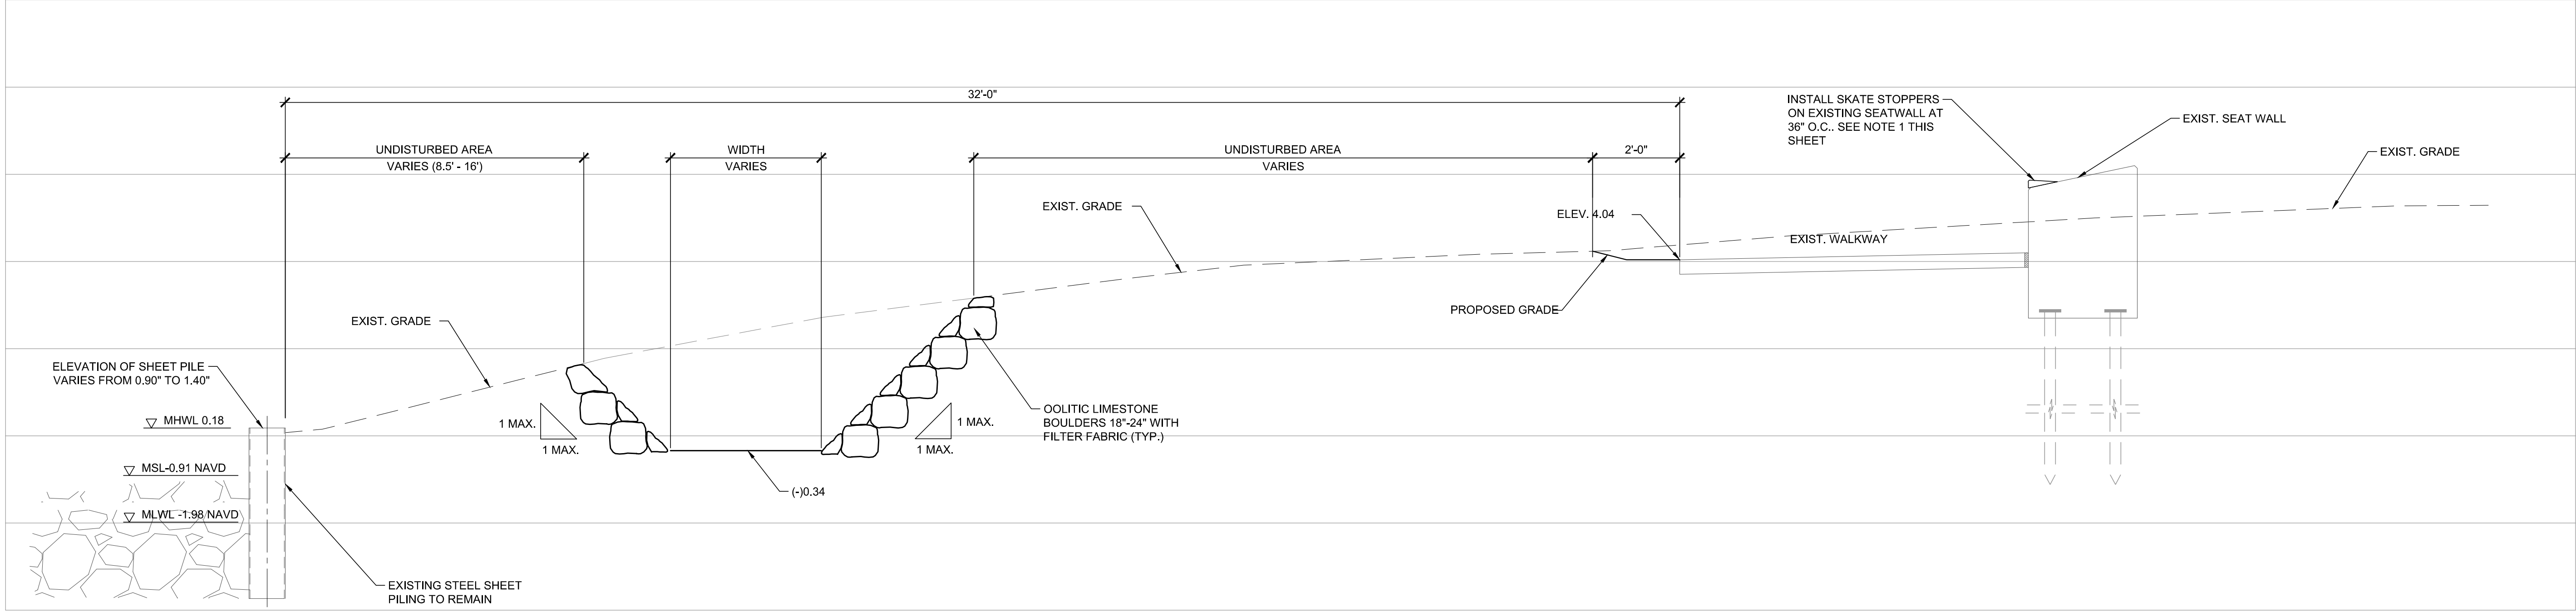 32'-0"
INSTALL SKATE STOPPERS
ON EXISTING SEATWALL AT
36" O.C.. SEE NOTE 1 THIS
SHEET
EXIST. SEAT WALL
UNDISTURBED AREA
VARIES (8.5' - 16')
WIDTH
VARIES
UNDISTURBED AREA
VARIES
2'-0"
EXIST. GRADE
EXIST. GRADE
ELEV. 4.04
EXIST. WALKWAY
PROPOSED GRADE
EXIST. GRADE
ELEVATION OF SHEET PILE
VARIES FROM 0.90" TO 1.40"
MHWL 0.18
1 MAX.
1 MAX.
1 MAX.
1 MAX.
OOLITIC LIMESTONE
BOULDERS 18"-24" WITH
FILTER FABRIC (TYP.)
MSL-0.91 NAVD
(-)0.34
MLWL -1.98 NAVD
EXISTING STEEL SHEET
PILING TO REMAIN